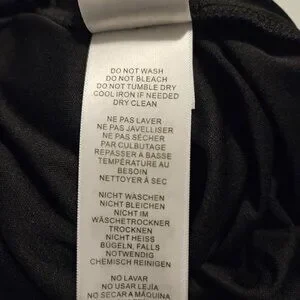 DO NOT WASH
DO NOT BLEACH
DO NOT TUMBLE DRY
COOL IRON IF NEEDED
DRY CLEAN
NE PAS LAVER
NE PAS JAVELLISER
NE PAS SÉCHER
PAR CULBUTAGE
REPASSER À BASSE
TEMPÉRATURE AU
BESOIN
NETTOYER À SEC
NICHT WASCHEN
NICHT BLEICHEN
NICHT IM
WÄSCHETROCKNER
TROCKNEN
NICHT HEISS
BÜGELN, FALLS
NOTWENDIG
CHEMISCH REINIGEN
NO LAVAR
NO USAR LEJÍA
NO SECAR A MÁQUINA